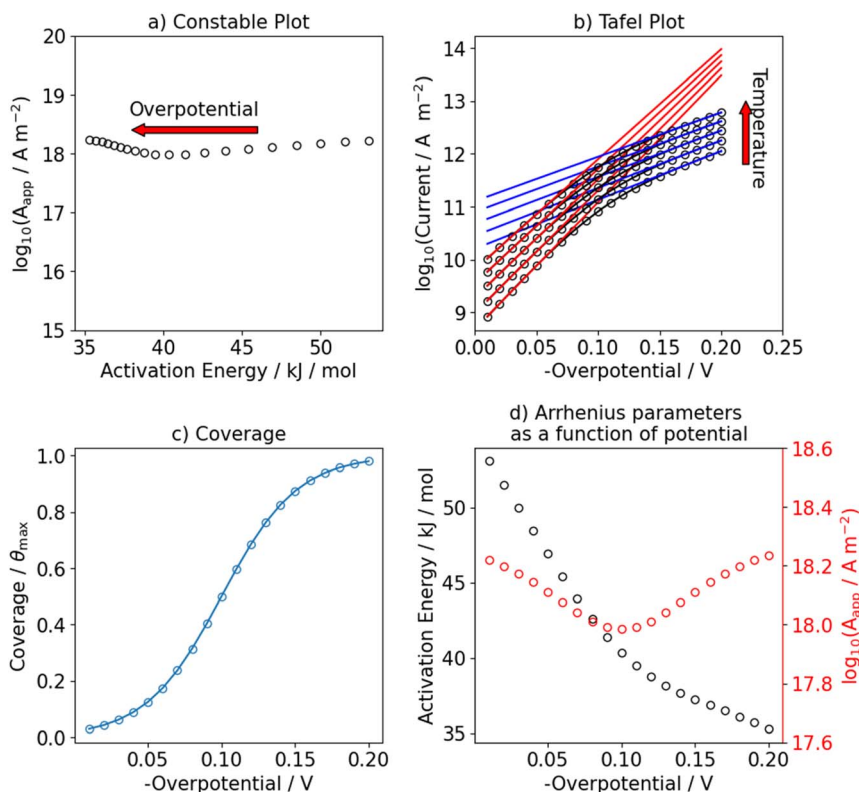 a) Constable Plot
20
19
18
17
16
15
log₁₀(A_app / A m⁻²)
Overpotential
35 40 45 50
Activation Energy / kJ / mol
b) Tafel Plot
14
13
12
11
10
9
log₁₀(Current / A m⁻²)
Temperature
0.00 0.05 0.10 0.15 0.20 0.25
-Overpotential / V
c) Coverage
1.0
0.8
0.6
0.4
0.2
0.0
Coverage / θ_max
0.05 0.10 0.15 0.20
-Overpotential / V
d) Arrhenius parameters
as a function of potential
50
45
40
35
Activation Energy / kJ / mol
18.6
18.4
18.2
18.0
17.8
17.6
log₁₀(A_app / A m⁻²)
0.05 0.10 0.15 0.20
-Overpotential / V